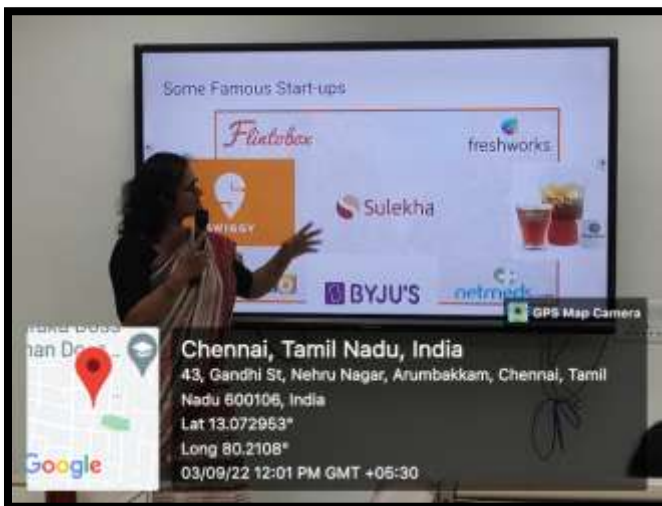 Some Famous Start-ups
Flintobox
freshworks
SWIGGY
Sulekha
BYJU'S
netmeds
GPS Map Camera
Chennai, Tamil Nadu, India
43, Gandhi St, Nehru Nagar, Arumbakkam, Chennai, Tamil
Nadu 600106, India
Lat 13.072953°
Long 80.2108°
03/09/22 12:01 PM GMT +05:30
Google